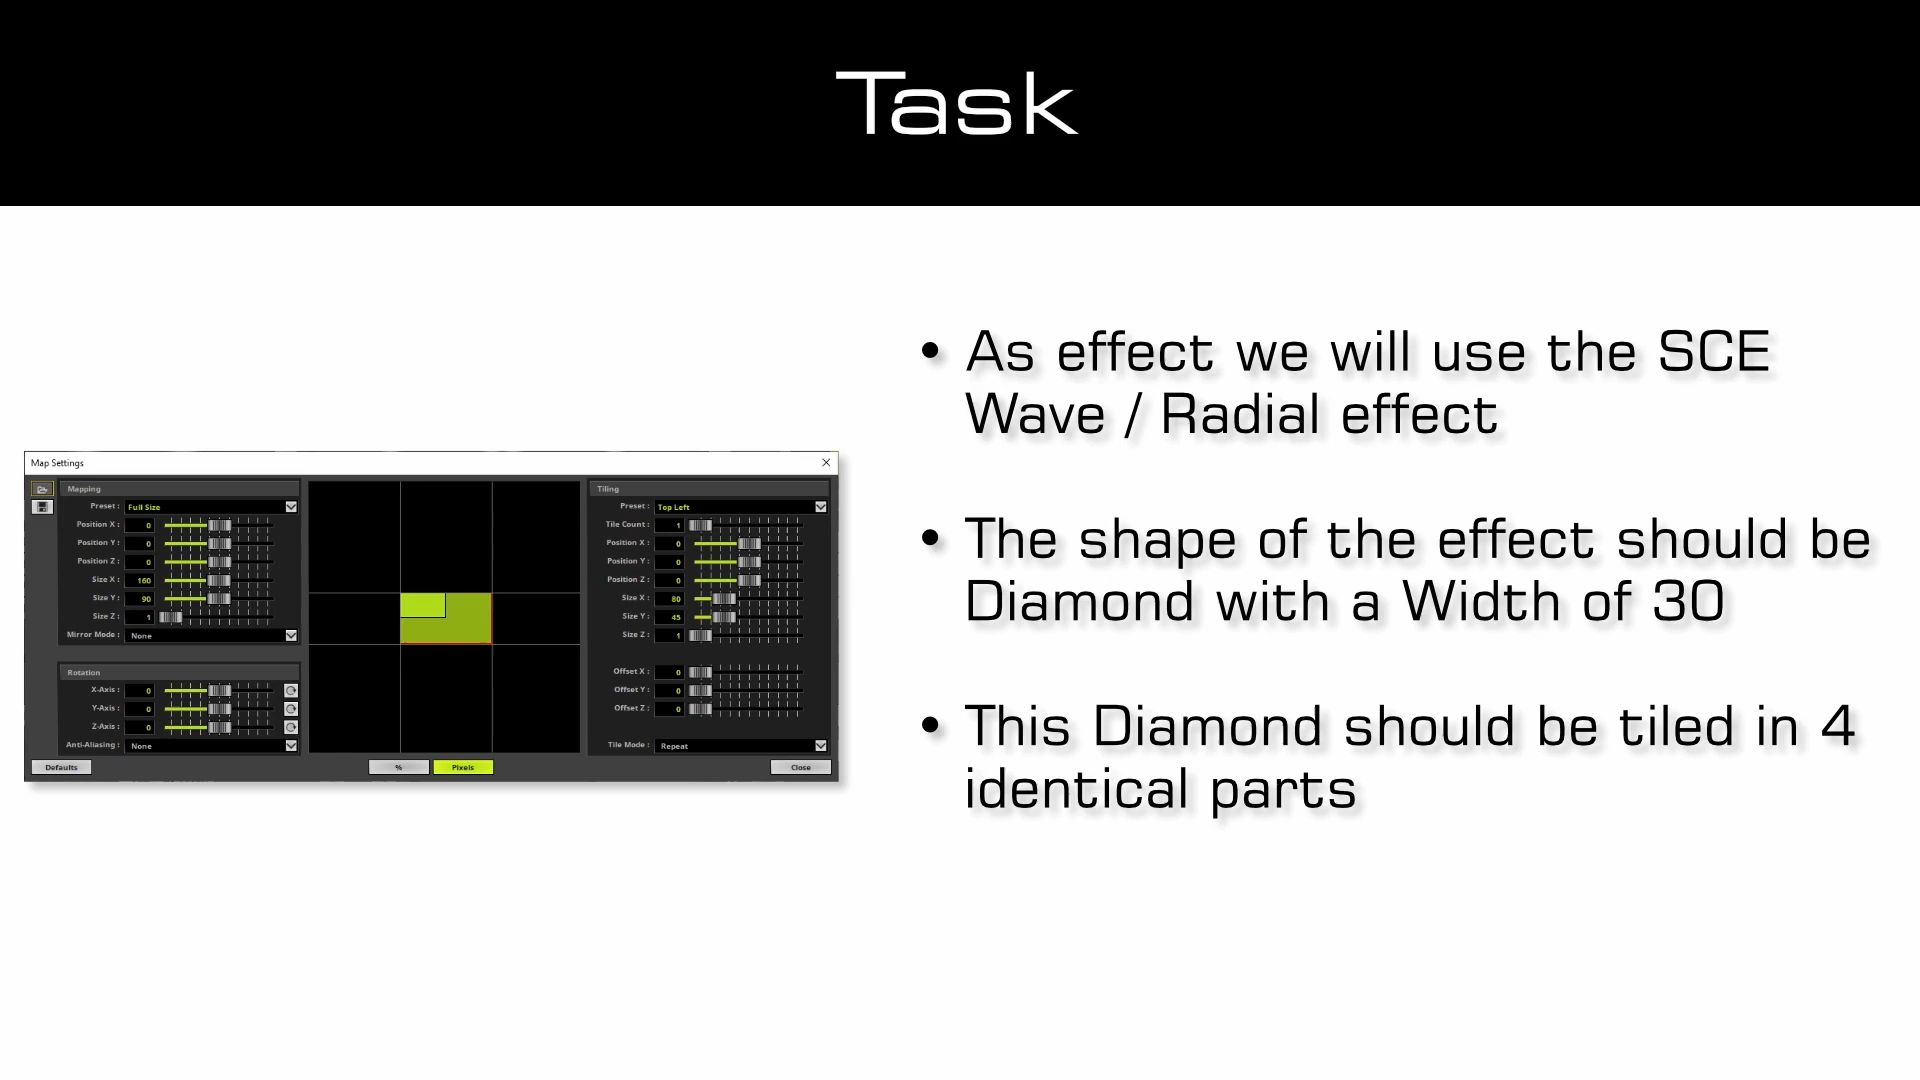 Task
• As effect we will use the SCE
Wave / Radial effect
• The shape of the effect should be
Diamond with a Width of 30
• This Diamond should be tiled in 4
identical parts
Map Settings
Mapping
Preset : Full Size
Position X : 0
Position Y : 0
Position Z : 0
Size X : 160
Size Y : 90
Size Z : 1
Mirror Mode : None
Rotation
X-Axis : 0
Y-Axis : 0
Z-Axis : 0
Anti-Aliasing : None
Defaults
%
Pixels
Tiling
Preset : Top Left
Tile Count : 1
Position X : 0
Position Y : 0
Position Z : 0
Size X : 80
Size Y : 45
Size Z : 1
Offset X : 0
Offset Y : 0
Offset Z : 0
Tile Mode : Repeat
Close